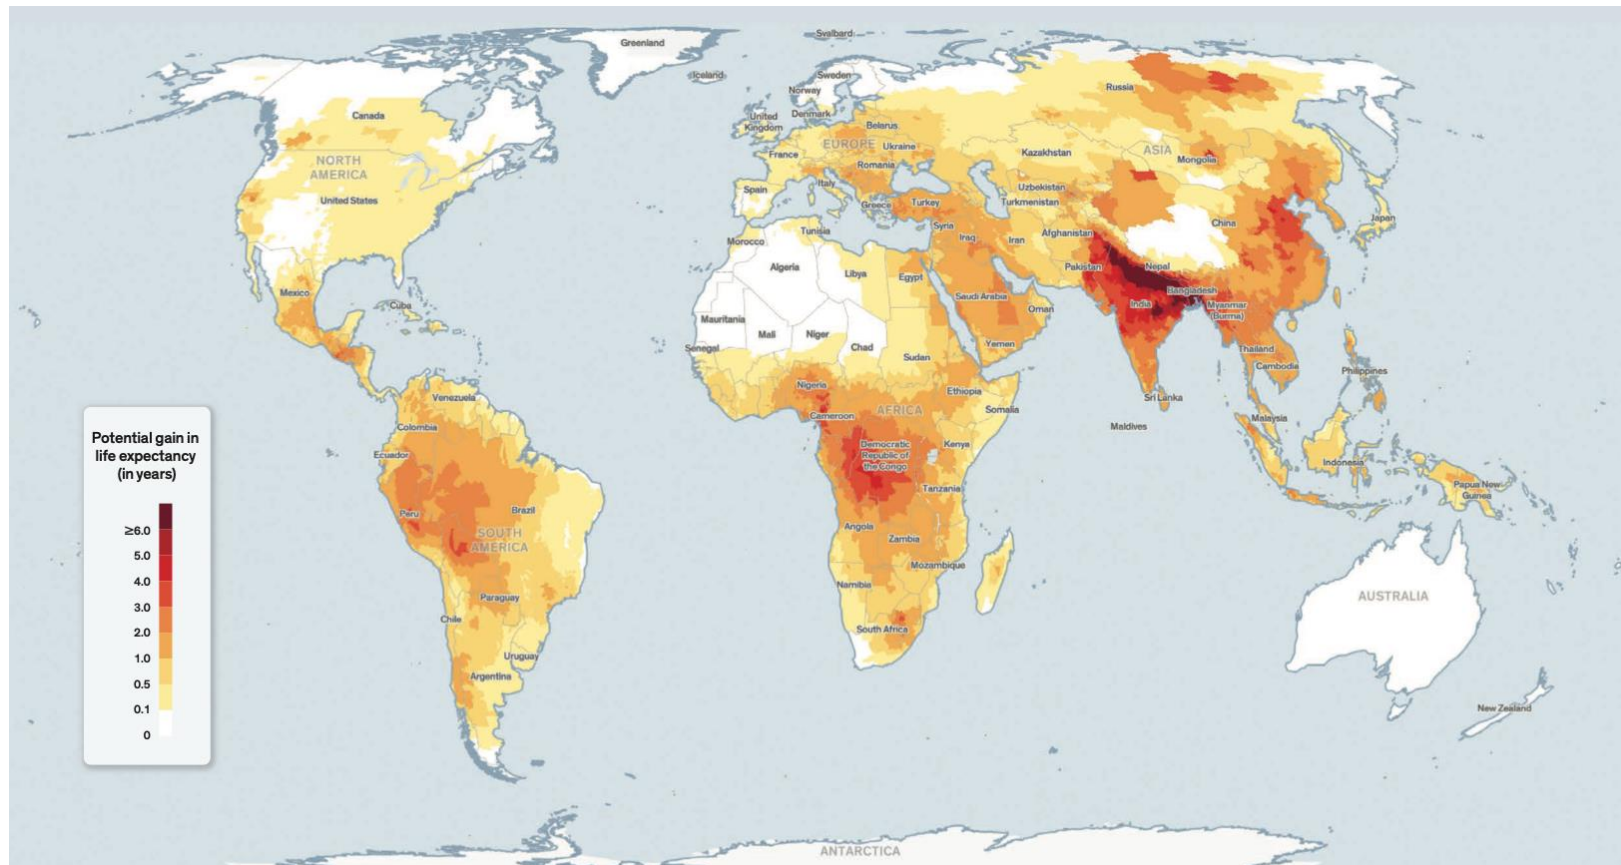 Greenland
Svalbard
Iceland
Sweden
Norway
Russia
Canada
United
Kingdom
Denmark
Belarus
EUROPE
Ukraine
France
Romania
Kazakhstan
ASIA
Mongolia
NORTH
AMERICA
United States
Spain
Italy
Greece
Turkey
Uzbekistan
Turkmenistan
China
Japan
Tunisia
Syria
Iraq
Iran
Afghanistan
Morocco
Algeria
Libya
Egypt
Pakistan
Nepal
Mexico
Cuba
Saudi Arabia
Oman
India
Bangladesh
Myanmar
(Burma)
Mauritania
Mali
Niger
Chad
Sudan
Yemen
Senegal
Thailand
Cambodia
Philippines
Nigeria
Ethiopia
Sri Lanka
Venezuela
Cameroon
AFRICA
Somalia
Maldives
Malaysia
Colombia
Ecuador
Democratic
Republic of
the Congo
Kenya
Indonesia
Tanzania
Papua New
Guinea
Peru
Brazil
SOUTH
AMERICA
Angola
Zambia
Mozambique
Namibia
Paraguay
Chile
South Africa
Uruguay
Argentina
AUSTRALIA
New Zealand
ANTARCTICA
Potential gain in
life expectancy
(in years)
≥6.0
5.0
4.0
3.0
2.0
1.0
0.5
0.1
0